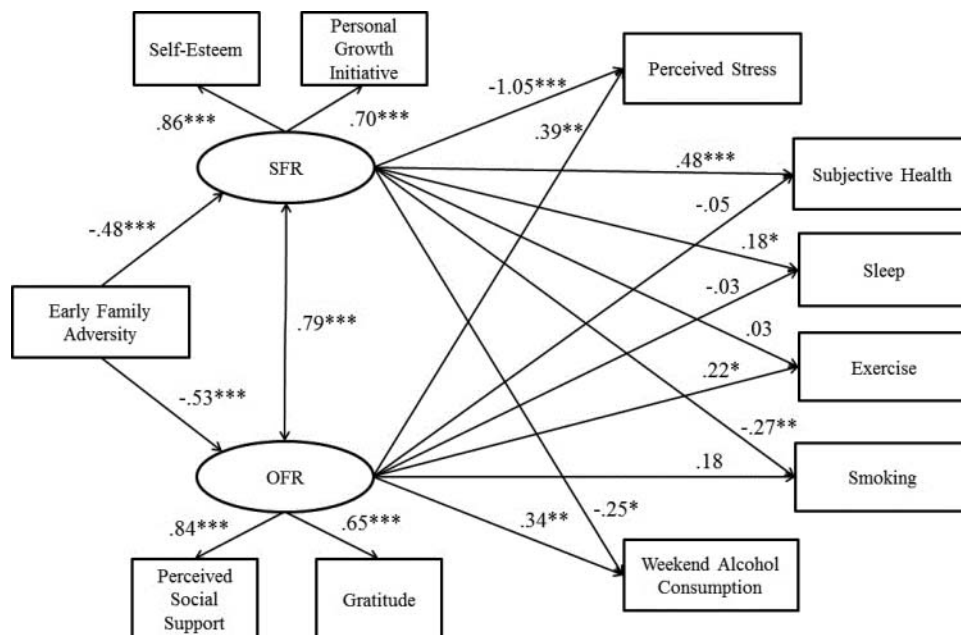 Self-Esteem
Personal
Growth
Initiative
Perceived Stress
.86***
.70***
-1.05***
.39**
SFR
.48***
Subjective Health
-.05
-.48***
.18*
Sleep
-.03
Early Family
Adversity
.79***
.03
Exercise
.22*
-.53***
-.27**
OFR
.18
Smoking
.84***
.65***
.34**
-.25*
Perceived
Social
Support
Gratitude
Weekend Alcohol
Consumption